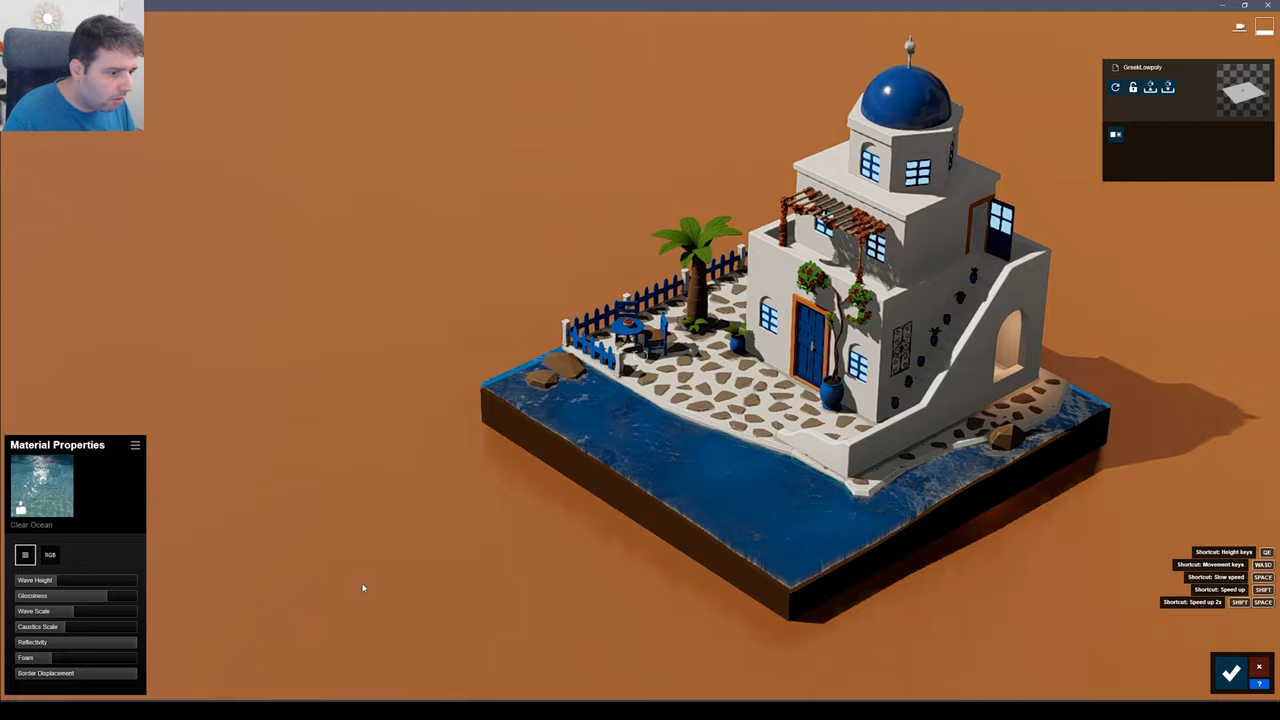 GreekLowpoly
Material Properties
Clear Ocean
RGB
Wave Height
Glossiness
Wave Scale
Caustics Scale
Reflectivity
Foam
Border Displacement
Shortcut: Height keys QE
Shortcut: Movement keys WASD
Shortcut: Slow speed SPACE
Shortcut: Speed up SHIFT
Shortcut: Speed up 2x SHIFT SPACE
?